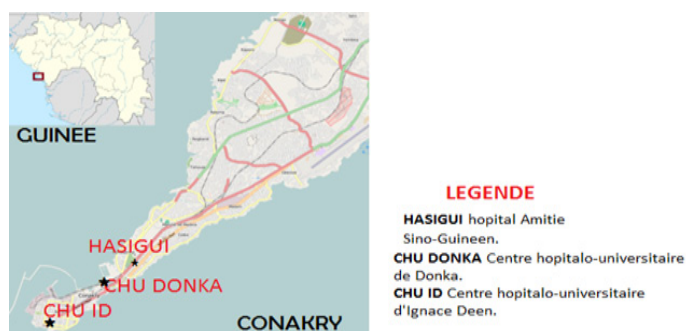 GUINEE
HASIGUI
CHU DONKA
CHU ID
CONAKRY
LEGENDE
HASIGUI hopital Amitie
Sino-Guineen.
CHU DONKA Centre hopitalo-universitaire
de Donka.
CHU ID Centre hopitalo-universitaire
d'Ignace Deen.